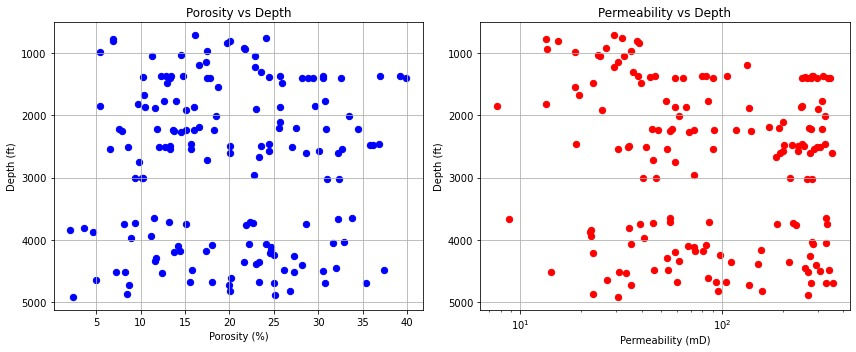 Porosity vs Depth
1000
2000
3000
4000
5000
Depth (ft)
5 10 15 20 25 30 35 40
Porosity (%)
Permeability vs Depth
1000
2000
3000
4000
5000
Depth (ft)
10¹ 10²
Permeability (mD)